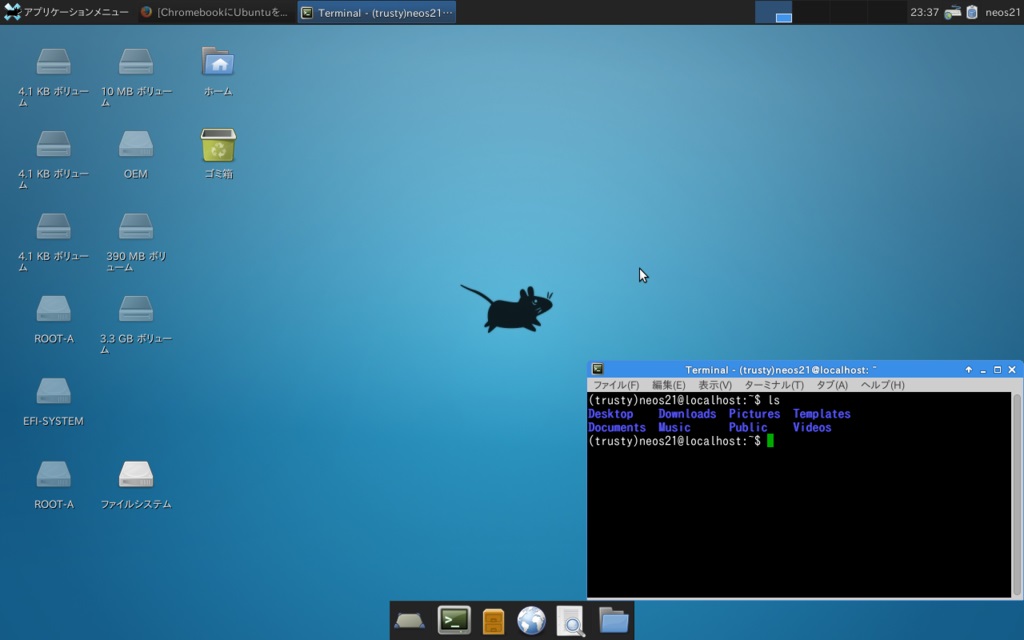 アプリケーションメニュー
[ChromebookにUbuntuを...
Terminal - (trusty)neos21...
23:37
neos21
4.1 KB ボリュー
ム
10 MB ボリュー
ム
ホーム
4.1 KB ボリュー
ム
OEM
ゴミ箱
4.1 KB ボリュー
ム
390 MB ボリ
ューム
ROOT-A
3.3 GB ボリュー
ム
EFI-SYSTEM
ROOT-A
ファイルシステム
Terminal - (trusty)neos21@localhost: ~
ファイル(F) 編集(E) 表示(V) ターミナル(T) タブ(A) ヘルプ(H)
(trusty)neos21@localhost:~$ ls
Desktop Downloads Pictures Templates
Documents Music Public Videos
(trusty)neos21@localhost:~$